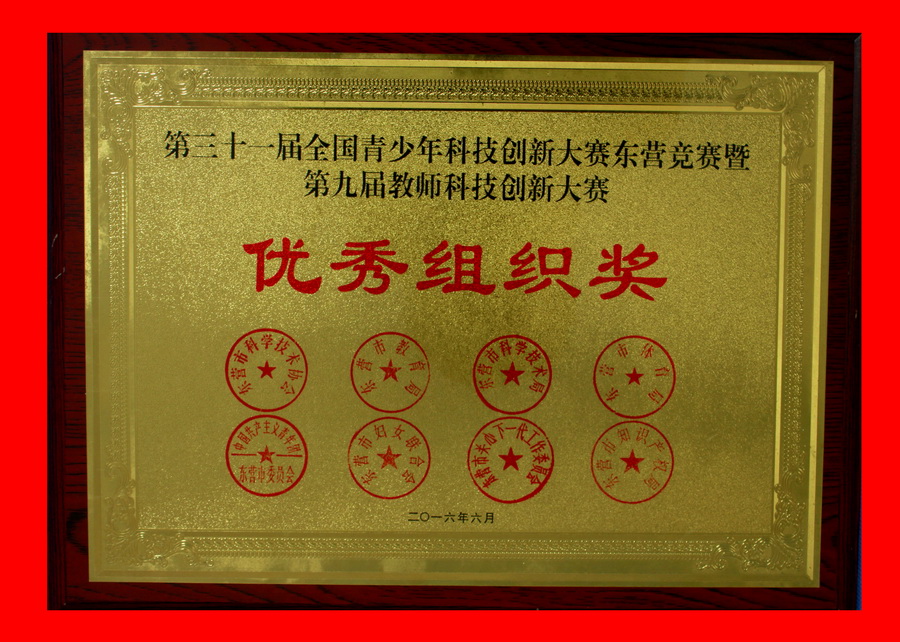 第三十一届全国青少年科技创新大赛东营竞赛暨
第九届教师科技创新大赛
优秀组织奖
东营市科学技术协会
东营市教育局
东营市科学技术局
东营市体育局
中国共产主义青年团
东营市委员会
东营市妇女联合会
东营市关心下一代工作委员会
东营市知识产权局
二〇一六年六月